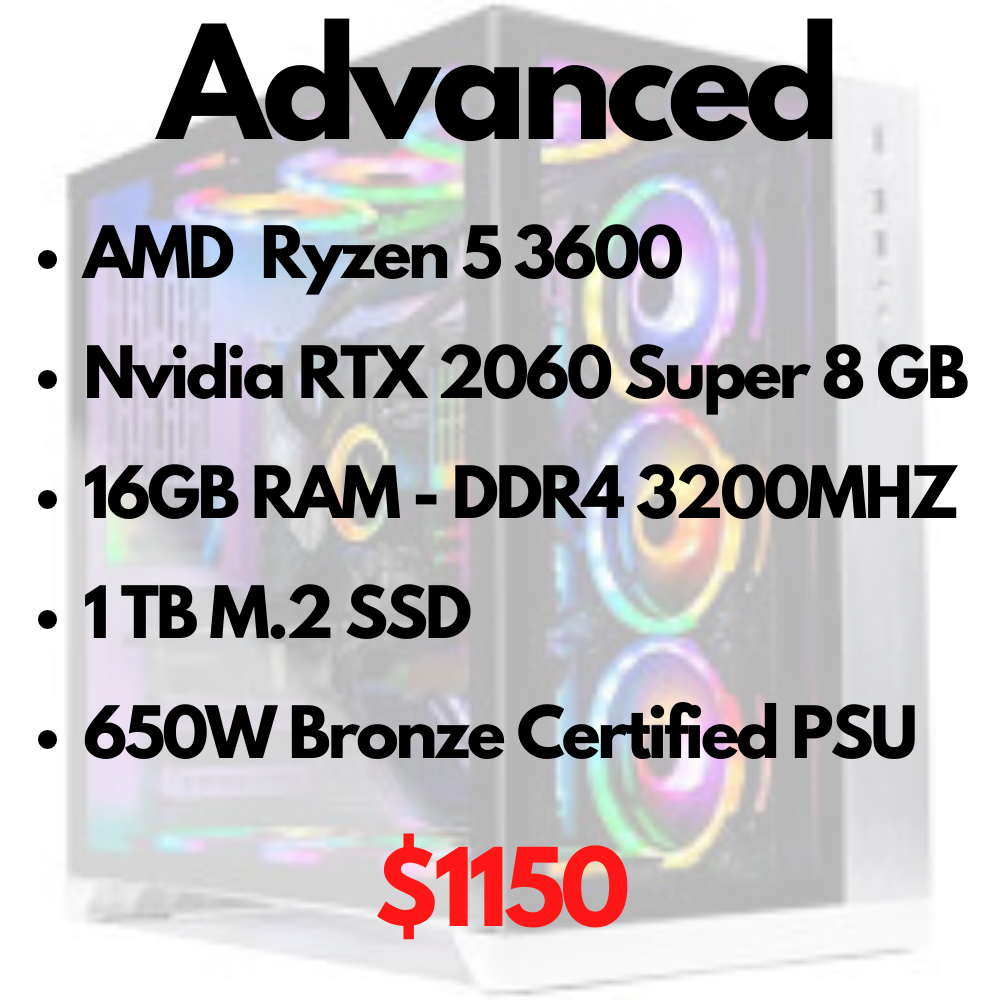 Advanced
• AMD Ryzen 5 3600
• Nvidia RTX 2060 Super 8 GB
• 16GB RAM - DDR4 3200MHZ
• 1 TB M.2 SSD
• 650W Bronze Certified PSU
$1150